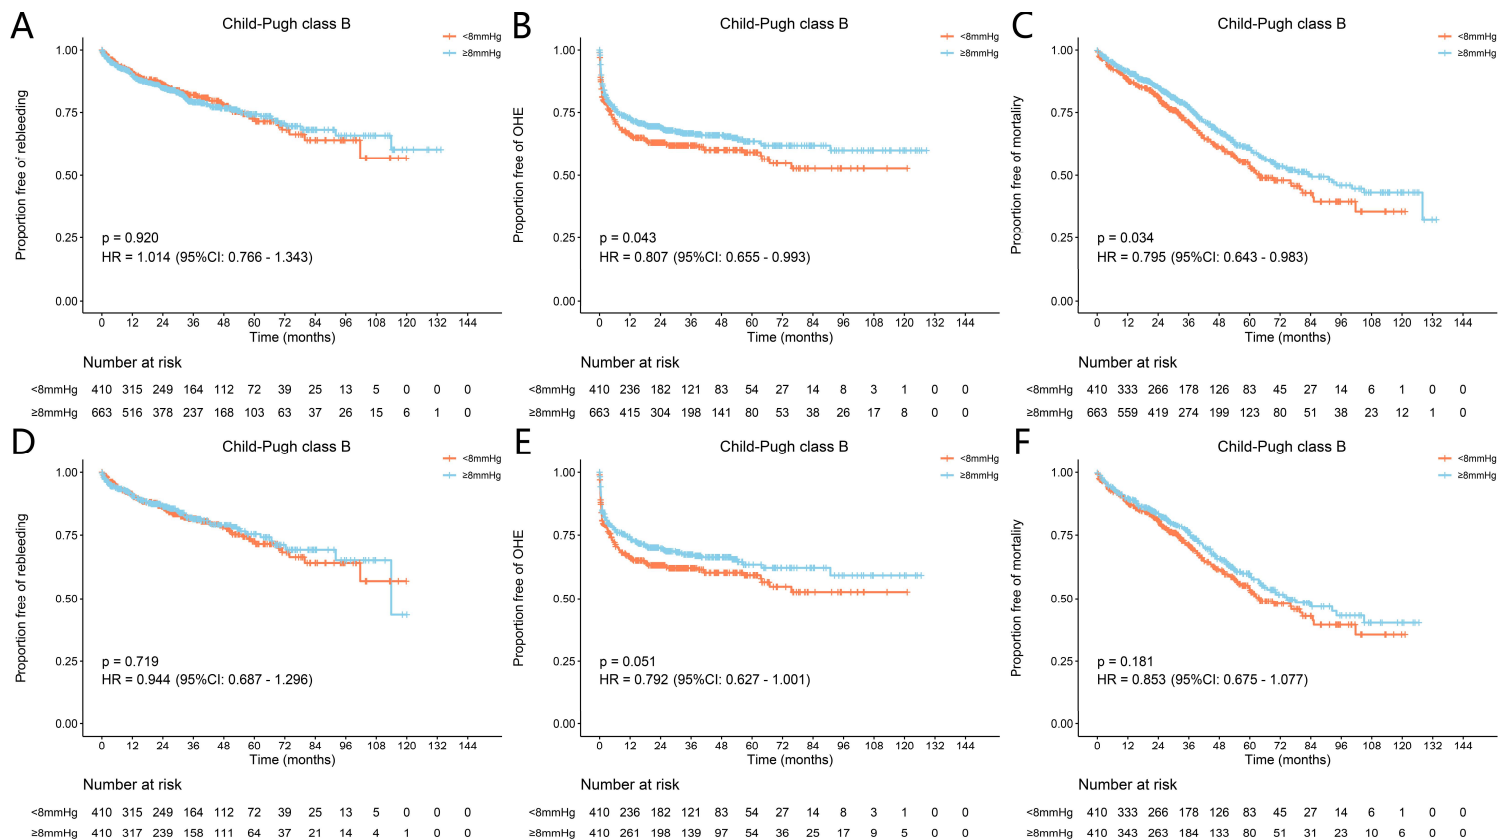 A
Child-Pugh class B
<8mmHg
≥8mmHg
Proportion free of rebleeding
1.00
0.75
0.50
0.25
0.00
p = 0.920
HR = 1.014 (95%CI: 0.766 - 1.343)
0 12 24 36 48 60 72 84 96 108 120 132 144
Time (months)
Number at risk
<8mmHg 410 315 249 164 112 72 39 25 13 5 0 0 0
≥8mmHg 663 516 378 237 168 103 63 37 26 15 6 1 0
B
Child-Pugh class B
<8mmHg
≥8mmHg
Proportion free of OHE
1.00
0.75
0.50
0.25
0.00
p = 0.043
HR = 0.807 (95%CI: 0.655 - 0.993)
0 12 24 36 48 60 72 84 96 108 120 132 144
Time (months)
Number at risk
<8mmHg 410 236 182 121 83 54 27 14 8 3 1 0 0
≥8mmHg 663 415 304 198 141 80 53 38 26 17 8 0 0
C
Child-Pugh class B
<8mmHg
≥8mmHg
Proportion free of mortaliry
1.00
0.75
0.50
0.25
0.00
p = 0.034
HR = 0.795 (95%CI: 0.643 - 0.983)
0 12 24 36 48 60 72 84 96 108 120 132 144
Time (months)
Number at risk
<8mmHg 410 333 266 178 126 83 45 27 14 6 1 0 0
≥8mmHg 663 559 419 274 199 123 80 51 38 23 12 1 0
D
Child-Pugh class B
<8mmHg
≥8mmHg
Proportion free of rebleeding
1.00
0.75
0.50
0.25
0.00
p = 0.719
HR = 0.944 (95%CI: 0.687 - 1.296)
0 12 24 36 48 60 72 84 96 108 120 132 144
Time (months)
Number at risk
<8mmHg 410 315 249 164 112 72 39 25 13 5 0 0 0
≥8mmHg 410 317 239 158 111 64 37 21 14 4 1 0 0
E
Child-Pugh class B
<8mmHg
≥8mmHg
Proportion free of OHE
1.00
0.75
0.50
0.25
0.00
p = 0.051
HR = 0.792 (95%CI: 0.627 - 1.001)
0 12 24 36 48 60 72 84 96 108 120 132 144
Time (months)
Number at risk
<8mmHg 410 236 182 121 83 54 27 14 8 3 1 0 0
≥8mmHg 410 261 198 139 97 54 36 25 17 9 5 0 0
F
Child-Pugh class B
<8mmHg
≥8mmHg
Proportion free of mortaliry
1.00
0.75
0.50
0.25
0.00
p = 0.181
HR = 0.853 (95%CI: 0.675 - 1.077)
0 12 24 36 48 60 72 84 96 108 120 132 144
Time (months)
Number at risk
<8mmHg 410 333 266 178 126 83 45 27 14 6 1 0 0
≥8mmHg 410 343 263 184 133 80 51 31 23 10 6 0 0